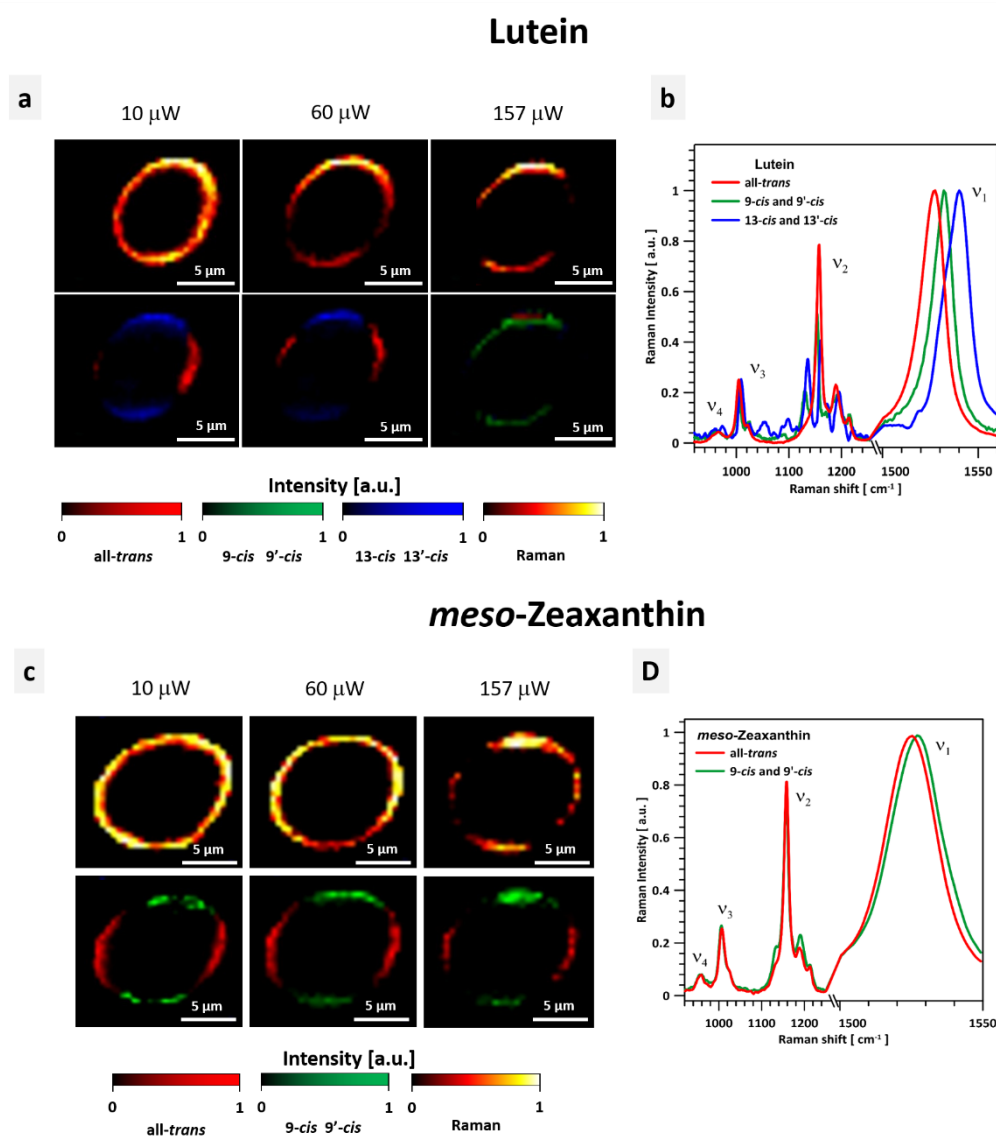 Lutein
a
10 μW 60 μW 157 μW
5 μm 5 μm 5 μm
5 μm 5 μm 5 μm
Intensity [a.u.]
0 1 0 1 0 1 0 1
all-trans 9-cis 9'-cis 13-cis 13'-cis Raman
b
Lutein
all-trans
9-cis and 9'-cis
13-cis and 13'-cis
ν1
ν2
ν3
ν4
Raman Intensity [ a.u. ]
1
0.8
0.6
0.4
0.2
0
1000 1100 1200 1500 1550
Raman shift [ cm-1 ]
meso-Zeaxanthin
c
10 μW 60 μW 157 μW
5 μm 5 μm 5 μm
5 μm 5 μm 5 μm
Intensity [a.u.]
0 1 0 1 0 1
all-trans 9-cis 9'-cis Raman
D
meso-Zeaxanthin
all-trans
9-cis and 9'-cis
ν1
ν2
ν3
ν4
Raman Intensity [ a.u. ]
1
0.8
0.6
0.4
0.2
0
1000 1100 1200 1500 1550
Raman shift [ cm-1 ]